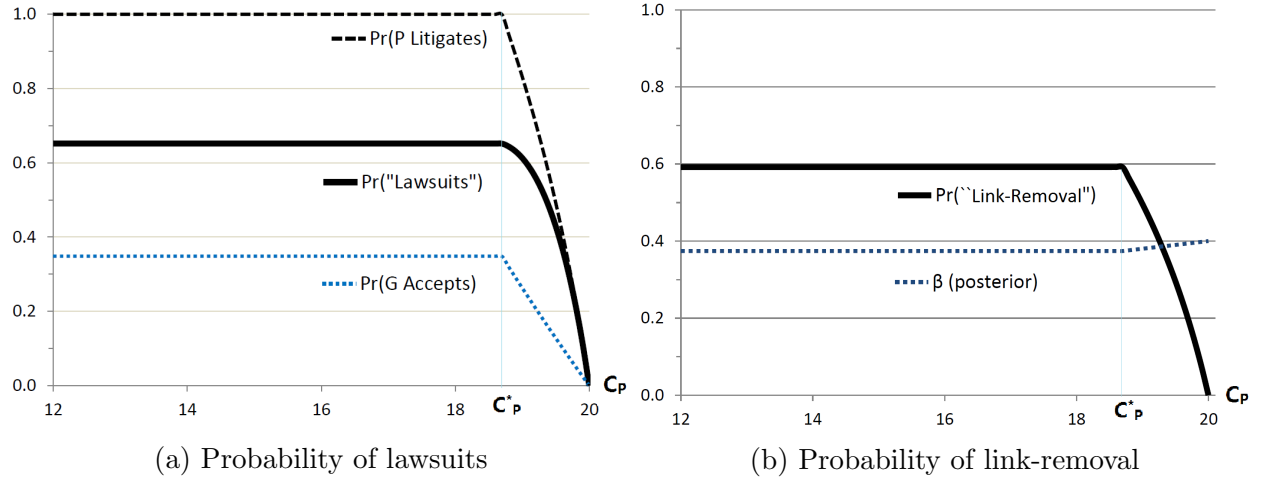 1.0
0.8
0.6
0.4
0.2
0.0
Pr(P Litigates)
Pr("Lawsuits")
Pr(G Accepts)
12 14 16 18 C*P 20 CP
(a) Probability of lawsuits
1.0
0.8
0.6
0.4
0.2
0.0
Pr(``Link-Removal")
β (posterior)
12 14 16 18 C*P 20 CP
(b) Probability of link-removal